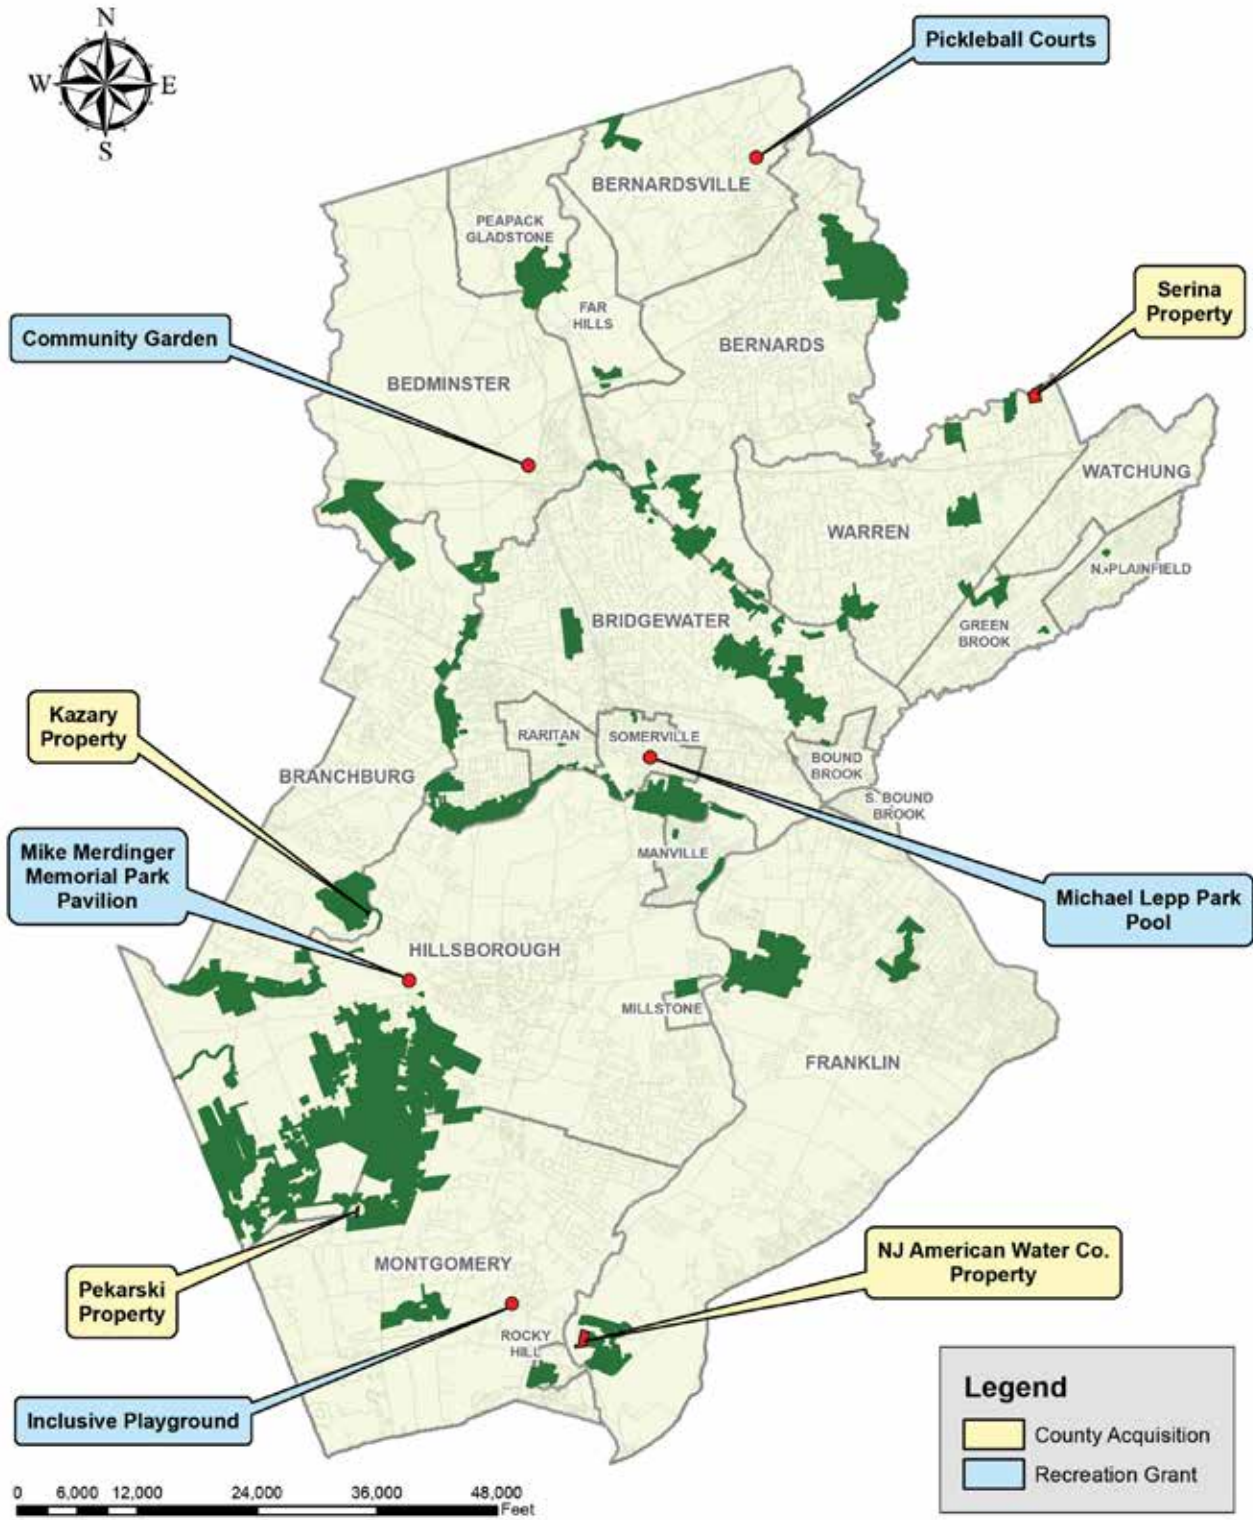 N
W
E
S
Pickleball Courts
BERNARDSVILLE
PEAPACK
GLADSTONE
Serina
Property
FAR
HILLS
Community Garden
BERNARDS
BEDMINSTER
WATCHUNG
WARREN
N. PLAINFIELD
BRIDGEWATER
GREEN
BROOK
Kazary
Property
RARITAN
SOMERVILLE
BOUND
BROOK
BRANCHBURG
S. BOUND
BROOK
Mike Merdinger
Memorial Park
Pavilion
MANVILLE
Michael Lepp Park
Pool
HILLSBOROUGH
MILLSTONE
FRANKLIN
NJ American Water Co.
Property
MONTGOMERY
Pekarski
Property
ROCKY
HILL
Inclusive Playground
Legend
County Acquisition
Recreation Grant
0 6,000 12,000 24,000 36,000 48,000
Feet